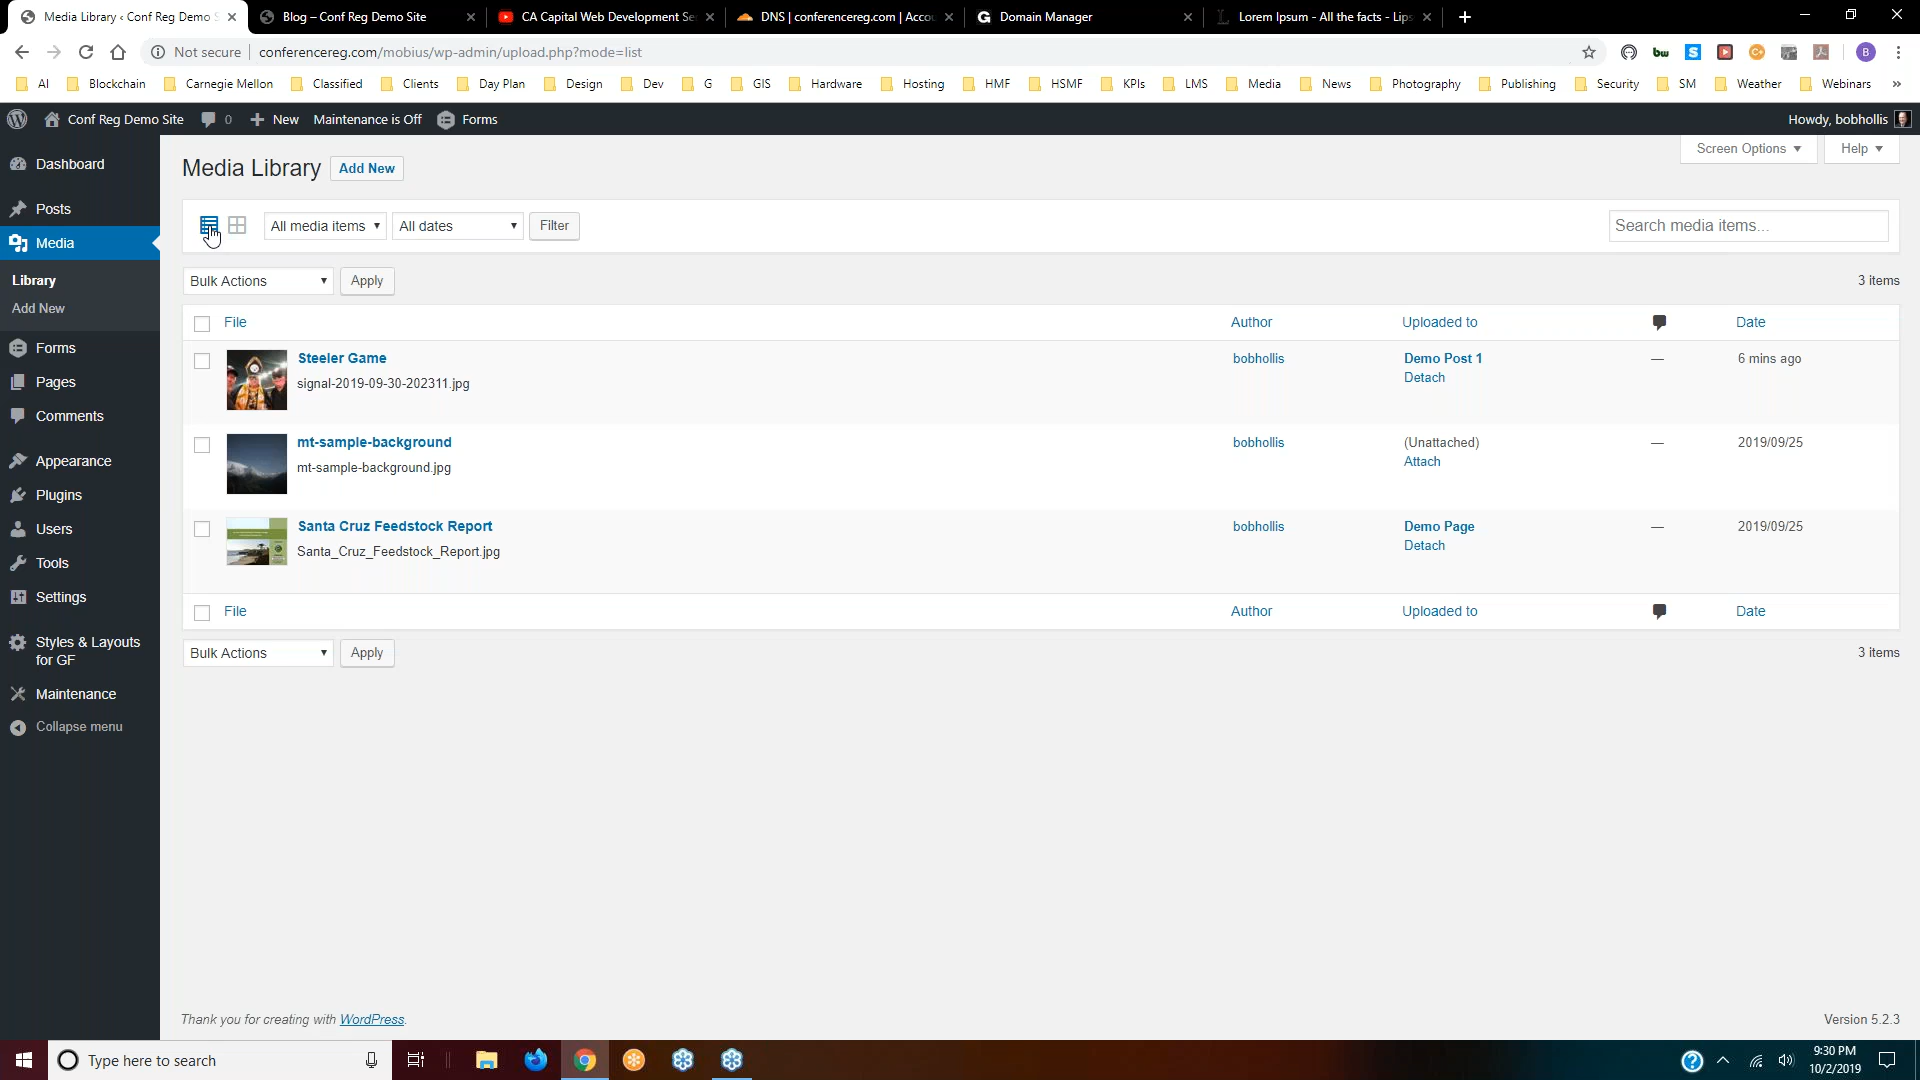 Media Library ‹ Conf Reg Demo S
Blog – Conf Reg Demo Site
CA Capital Web Development Se
DNS | conferencereg.com | Accou
G Domain Manager
Lorem Ipsum - All the facts - Lips
Not secure
conferencereg.com/mobius/wp-admin/upload.php?mode=list
bw
S
C+
B
AI
Blockchain
Carnegie Mellon
Classified
Clients
Day Plan
Design
Dev
G
GIS
Hardware
Hosting
HMF
HSMF
KPIs
LMS
Media
News
Photography
Publishing
Security
SM
Weather
Webinars
»
Conf Reg Demo Site
0
New
Maintenance is Off
Forms
Howdy, bobhollis
Dashboard
Posts
Media
Library
Add New
Forms
Pages
Comments
Appearance
Plugins
Users
Tools
Settings
Styles & Layouts
for GF
Maintenance
Collapse menu
Screen Options
Help
Media Library
Add New
All media items
All dates
Filter
Search media items...
Bulk Actions
Apply
3 items
File
Author
Uploaded to
Date
Steeler Game
signal-2019-09-30-202311.jpg
bobhollis
Demo Post 1
Detach
—
6 mins ago
mt-sample-background
mt-sample-background.jpg
bobhollis
(Unattached)
Attach
—
2019/09/25
Santa Cruz Feedstock Report
Santa_Cruz_Feedstock_Report.jpg
bobhollis
Demo Page
Detach
—
2019/09/25
File
Author
Uploaded to
Date
Bulk Actions
Apply
3 items
Thank you for creating with WordPress.
Version 5.2.3
Type here to search
9:30 PM
10/2/2019